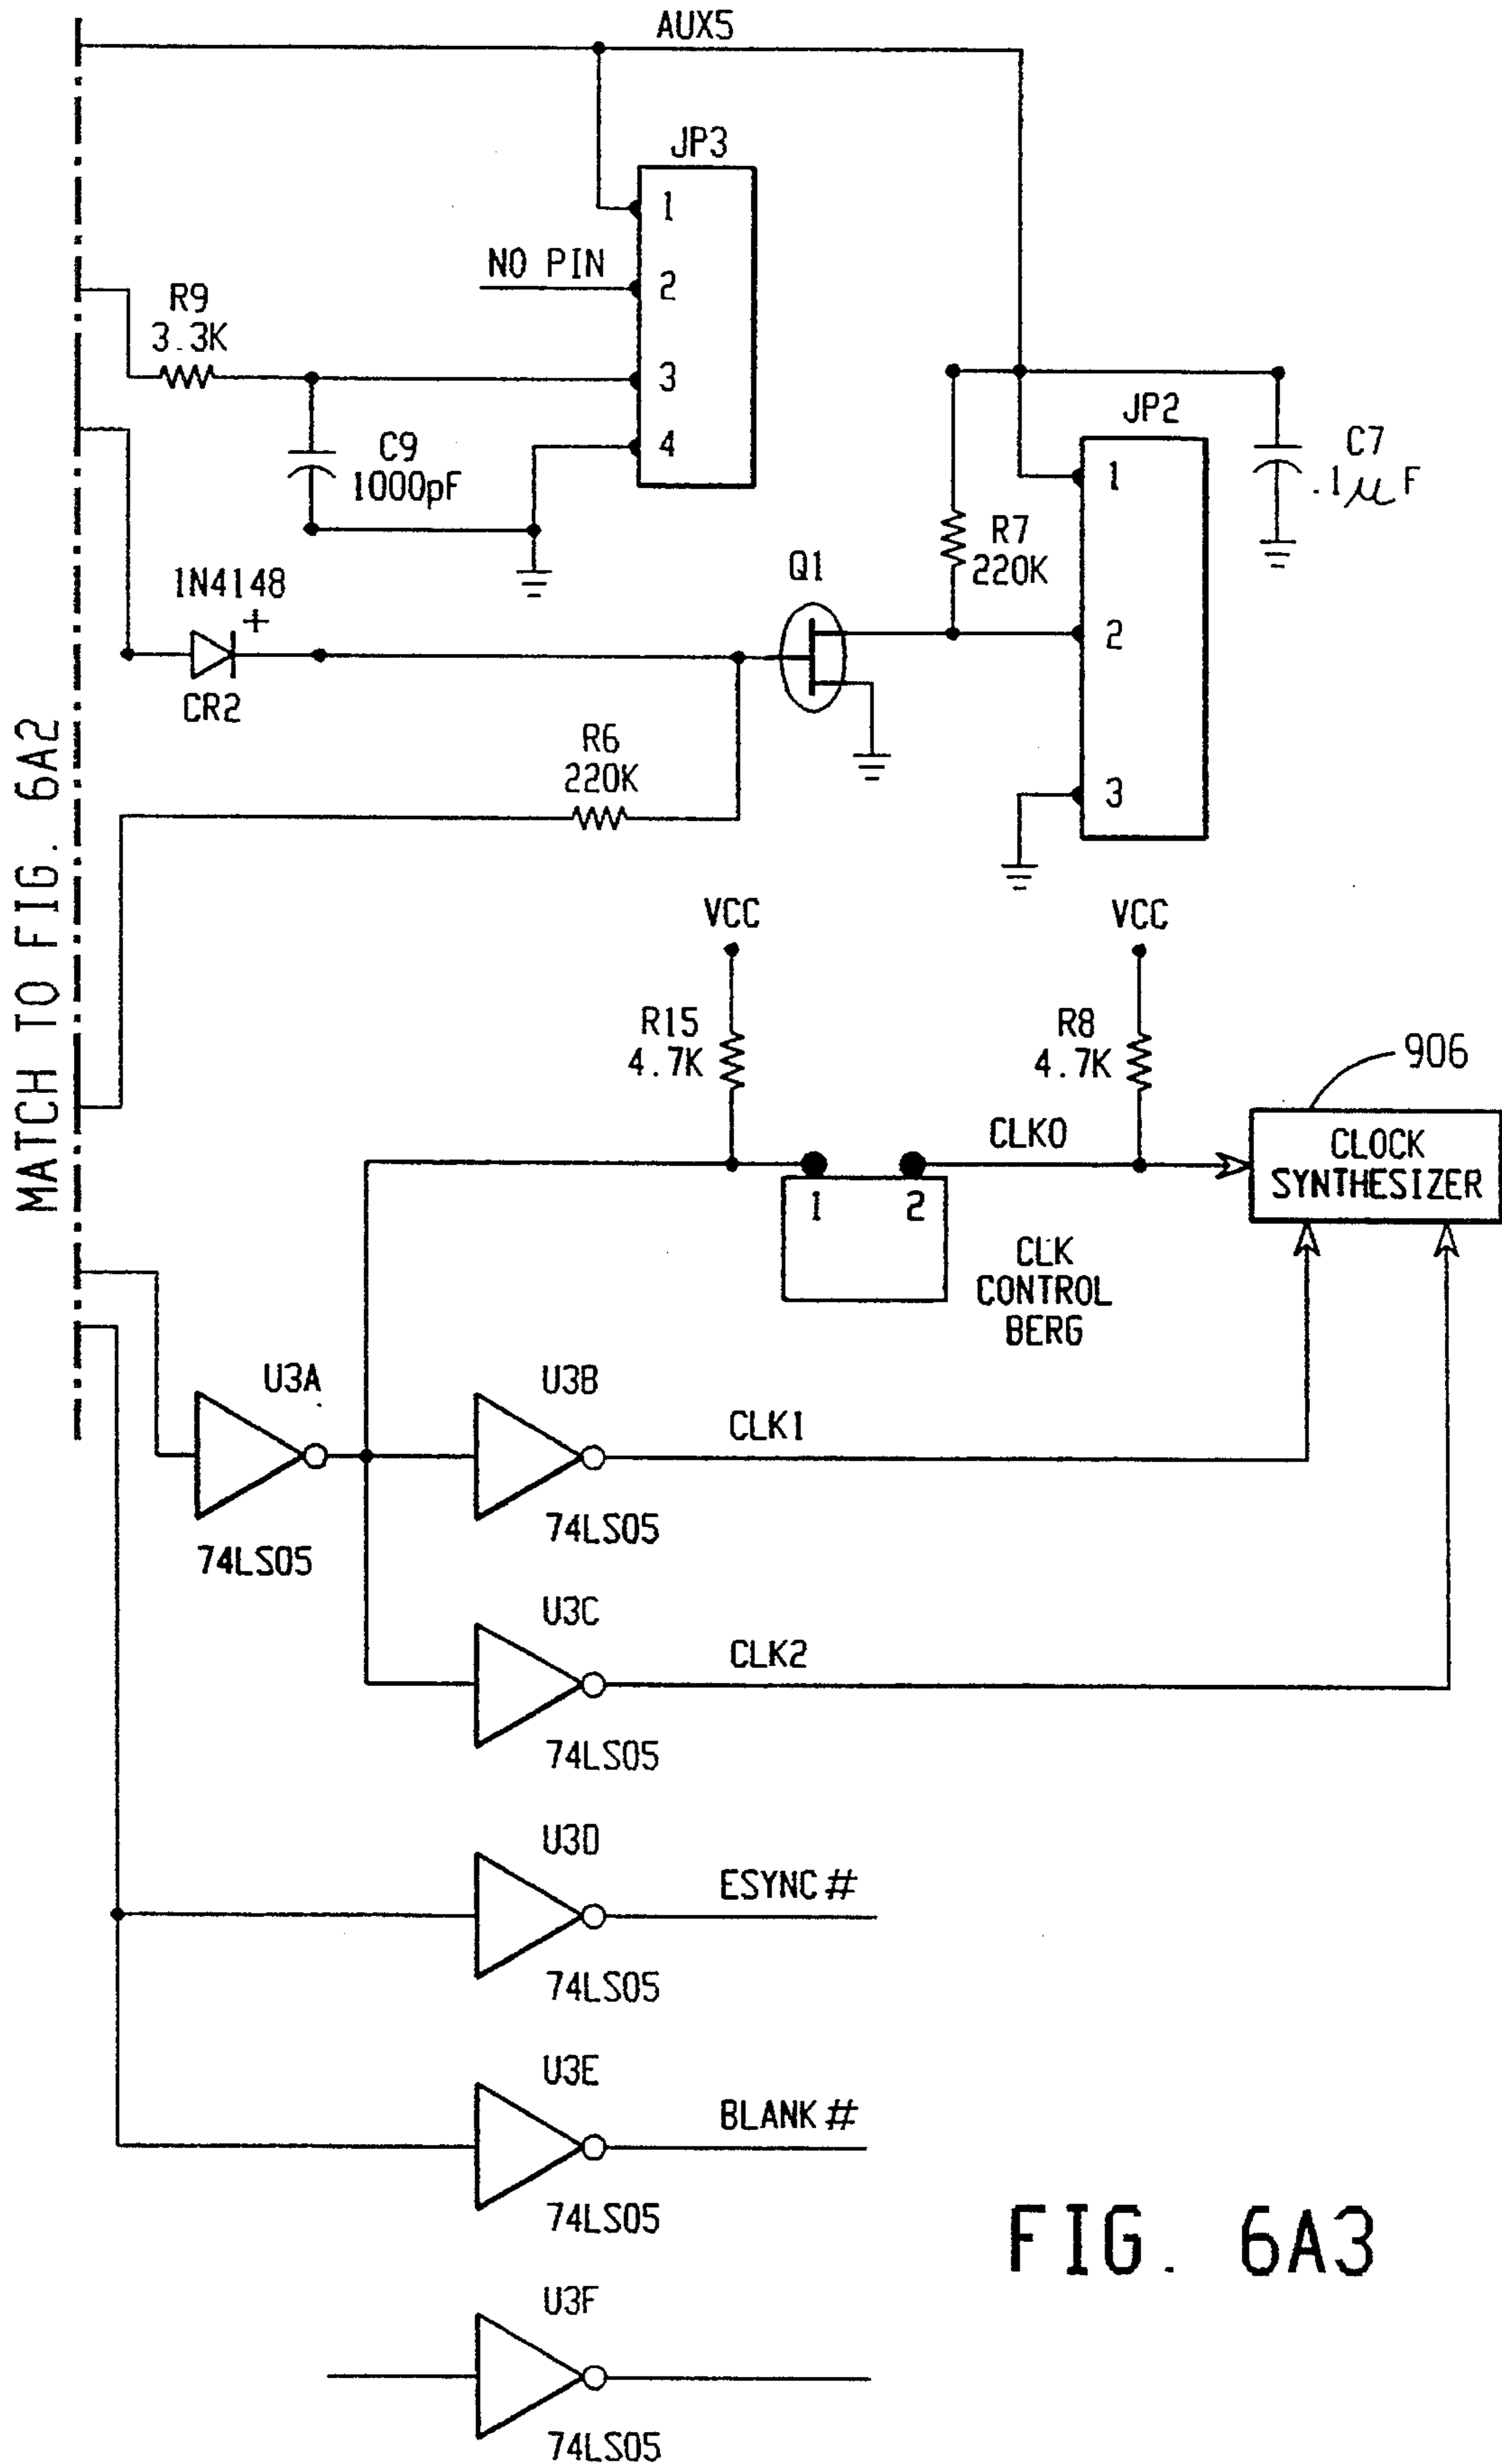 AUX5
JP3
1
NO PIN
2
R9
3.3K
3
C9
1000pF
4
JP2
1
C7
.1μF
R7
220K
Q1
1N4148
+
CR2
2
R6
220K
3
MATCH TO FIG. 6A2
VCC
VCC
R15
4.7K
R8
4.7K
906
CLK0
CLOCK
SYNTHESIZER
1
2
CLK
CONTROL
BERG
U3A
74LS05
U3B
CLK1
74LS05
U3C
CLK2
74LS05
U3D
ESYNC#
74LS05
U3E
BLANK#
74LS05
U3F
74LS05
FIG. 6A3